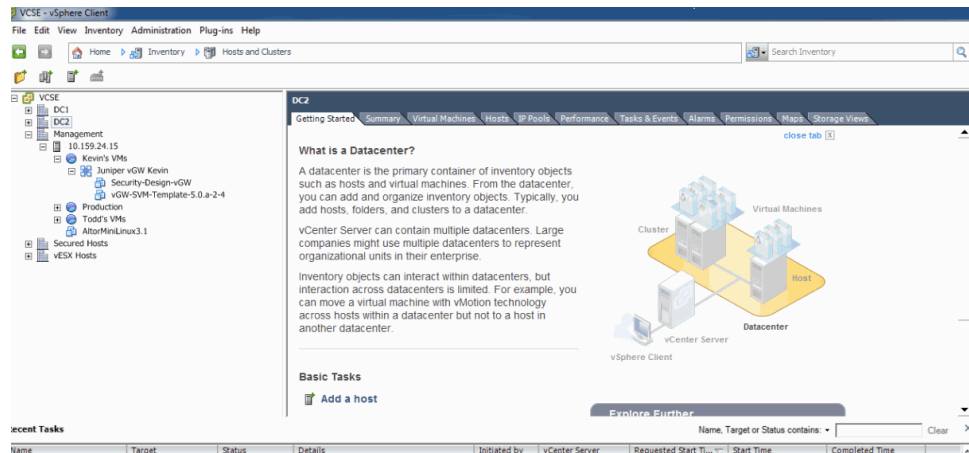 VCSE - vSphere Client
File Edit View Inventory Administration Plug-ins Help
Home Inventory Hosts and Clusters
Search Inventory
VCSE
DC1
DC2
Management
10.159.24.15
Kevin's VMs
Juniper vGW Kevin
Security-Design-vGW
vGW-SVM-Template-5.0.a-2-4
Production
Todd's VMs
AltorMiniLinux3.1
Secured Hosts
vESX Hosts
DC2
Getting Started Summary Virtual Machines Hosts IP Pools Performance Tasks & Events Alarms Permissions Maps Storage Views
close tab
What is a Datacenter?
A datacenter is the primary container of inventory objects
such as hosts and virtual machines. From the datacenter,
you can add and organize inventory objects. Typically, you
add hosts, folders, and clusters to a datacenter.
vCenter Server can contain multiple datacenters. Large
companies might use multiple datacenters to represent
organizational units in their enterprise.
Inventory objects can interact within datacenters, but
interaction across datacenters is limited. For example, you
can move a virtual machine with vMotion technology
across hosts within a datacenter but not to a host in
another datacenter.
Basic Tasks
Add a host
Virtual Machines
Cluster
Host
Datacenter
vCenter Server
vSphere Client
Explore Further
ecent Tasks
Name, Target or Status contains:
Clear
Name Target Status Details Initiated by vCenter Server Requested Start Ti... Start Time Completed Time